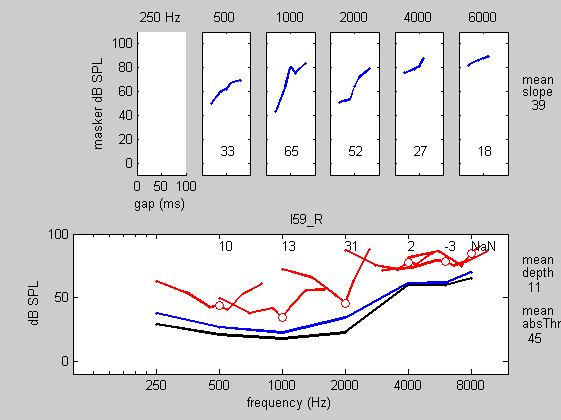 250 Hz 500 1000 2000 4000 6000
100
80
60
40
20
0
masker dB SPL
33 65 52 27 18
mean
slope
39
0 50 100
gap (ms)
I59_R
100
50
0
dB SPL
10 13 31 2 -3 NaN
mean
depth
11
mean
absThr
45
250 500 1000 2000 4000 8000
frequency (Hz)